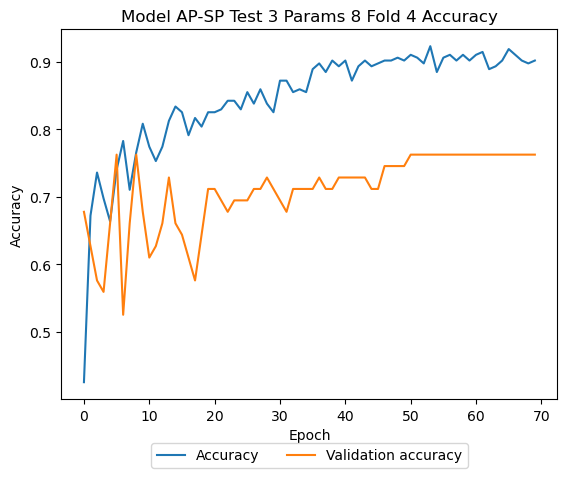 Model AP-SP Test 3 Params 8 Fold 4 Accuracy
Accuracy
0.9
0.8
0.7
0.6
0.5
0 10 20 30 40 50 60 70
Epoch
Accuracy Validation accuracy